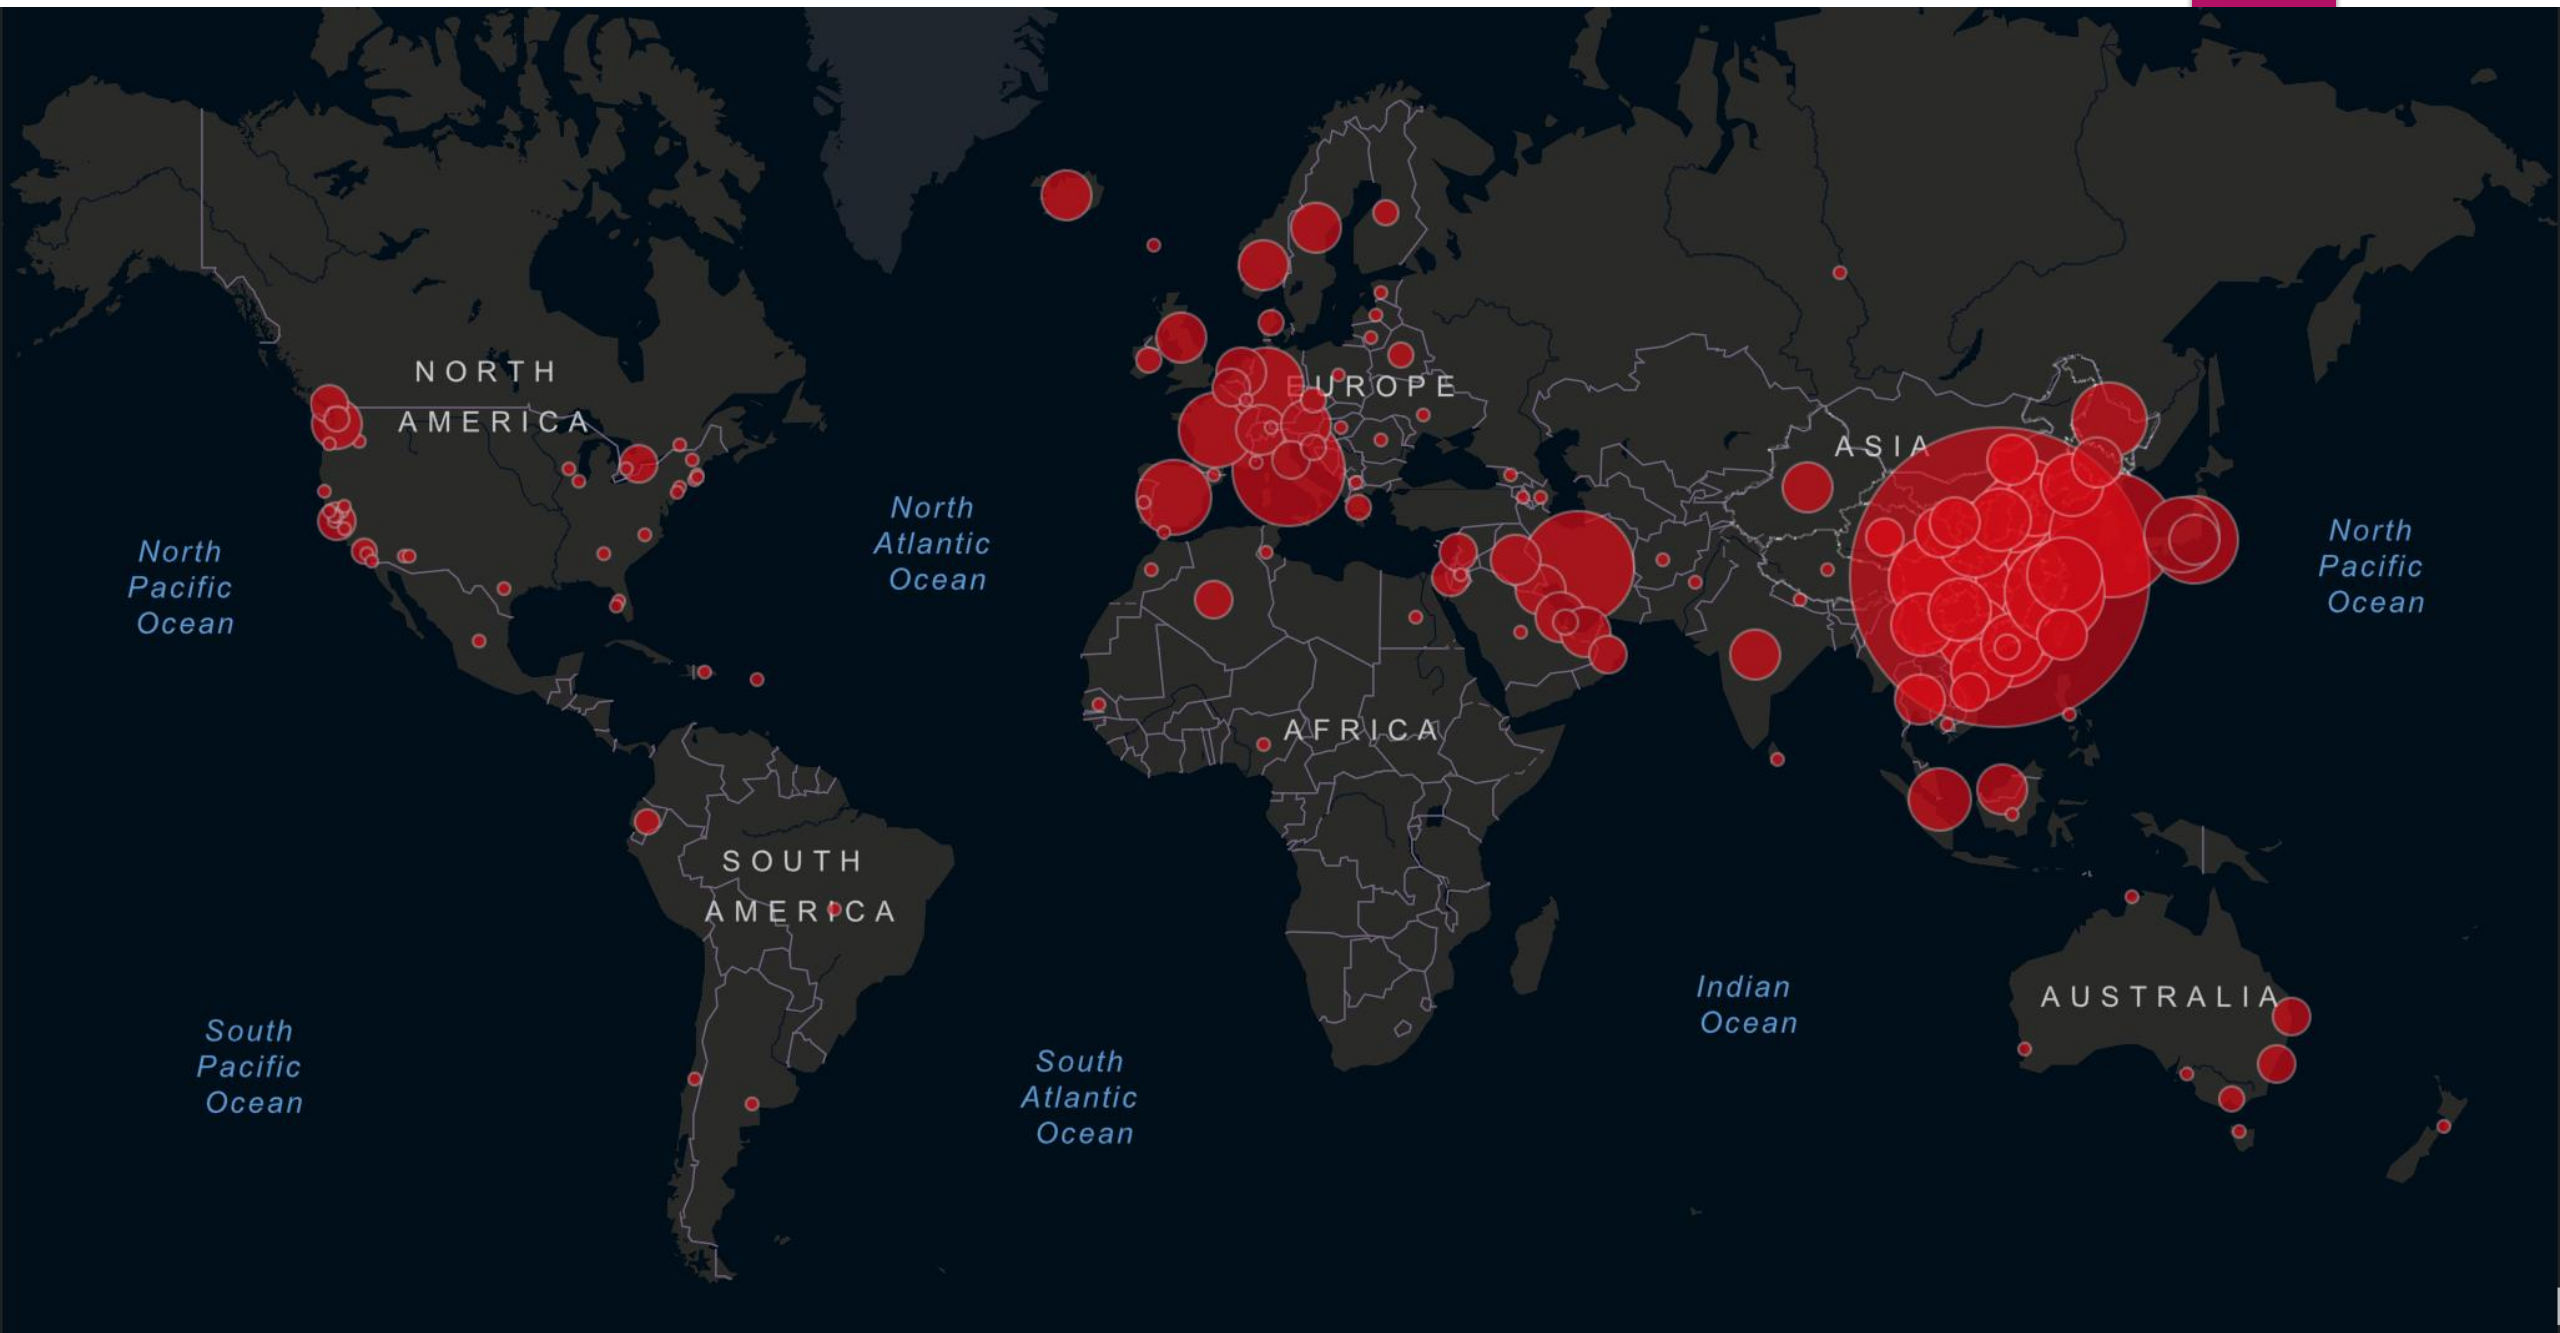 NORTH
AMERICA
EUROPE
ASIA
North
Atlantic
Ocean
North
Pacific
Ocean
North
Pacific
Ocean
AFRICA
SOUTH
AMERICA
Indian
Ocean
AUSTRALIA
South
Pacific
Ocean
South
Atlantic
Ocean